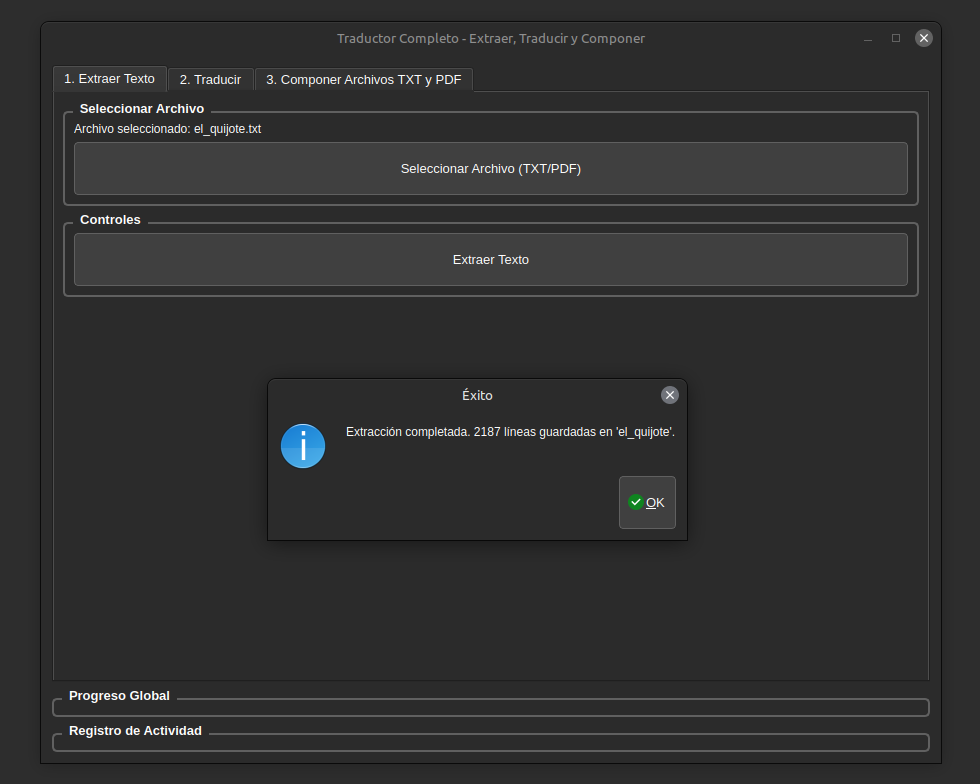 Traductor Completo - Extraer, Traducir y Componer
1. Extraer Texto
2. Traducir
3. Componer Archivos TXT y PDF
Seleccionar Archivo
Archivo seleccionado: el_quijote.txt
Seleccionar Archivo (TXT/PDF)
Controles
Extraer Texto
Éxito
Extracción completada. 2187 líneas guardadas en 'el_quijote'.
OK
Progreso Global
Registro de Actividad